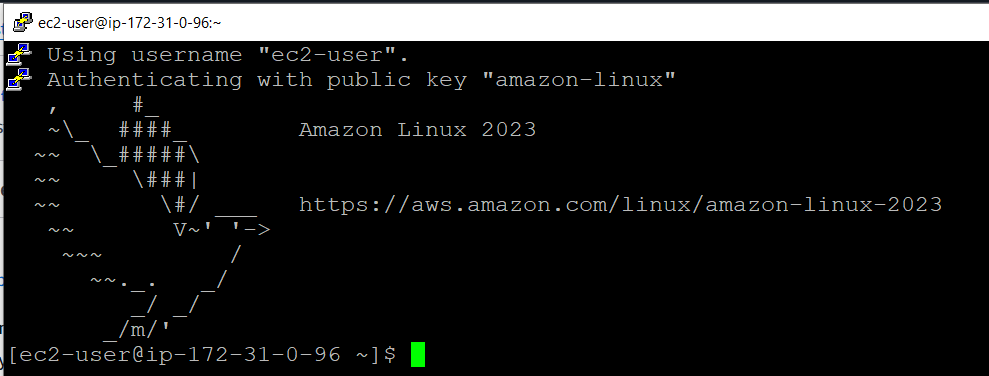 ec2-user@ip-172-31-0-96:~
Using username "ec2-user".
Authenticating with public key "amazon-linux"
   ,     #_
   ~\_  ####_        Amazon Linux 2023
  ~~  \_#####\
  ~~     \###|
  ~~       \#/ ___   https://aws.amazon.com/linux/amazon-linux-2023
   ~~       V~' '->
    ~~~         /
      ~~._.   _/
         _/ _/
       _/m/'
[ec2-user@ip-172-31-0-96 ~]$